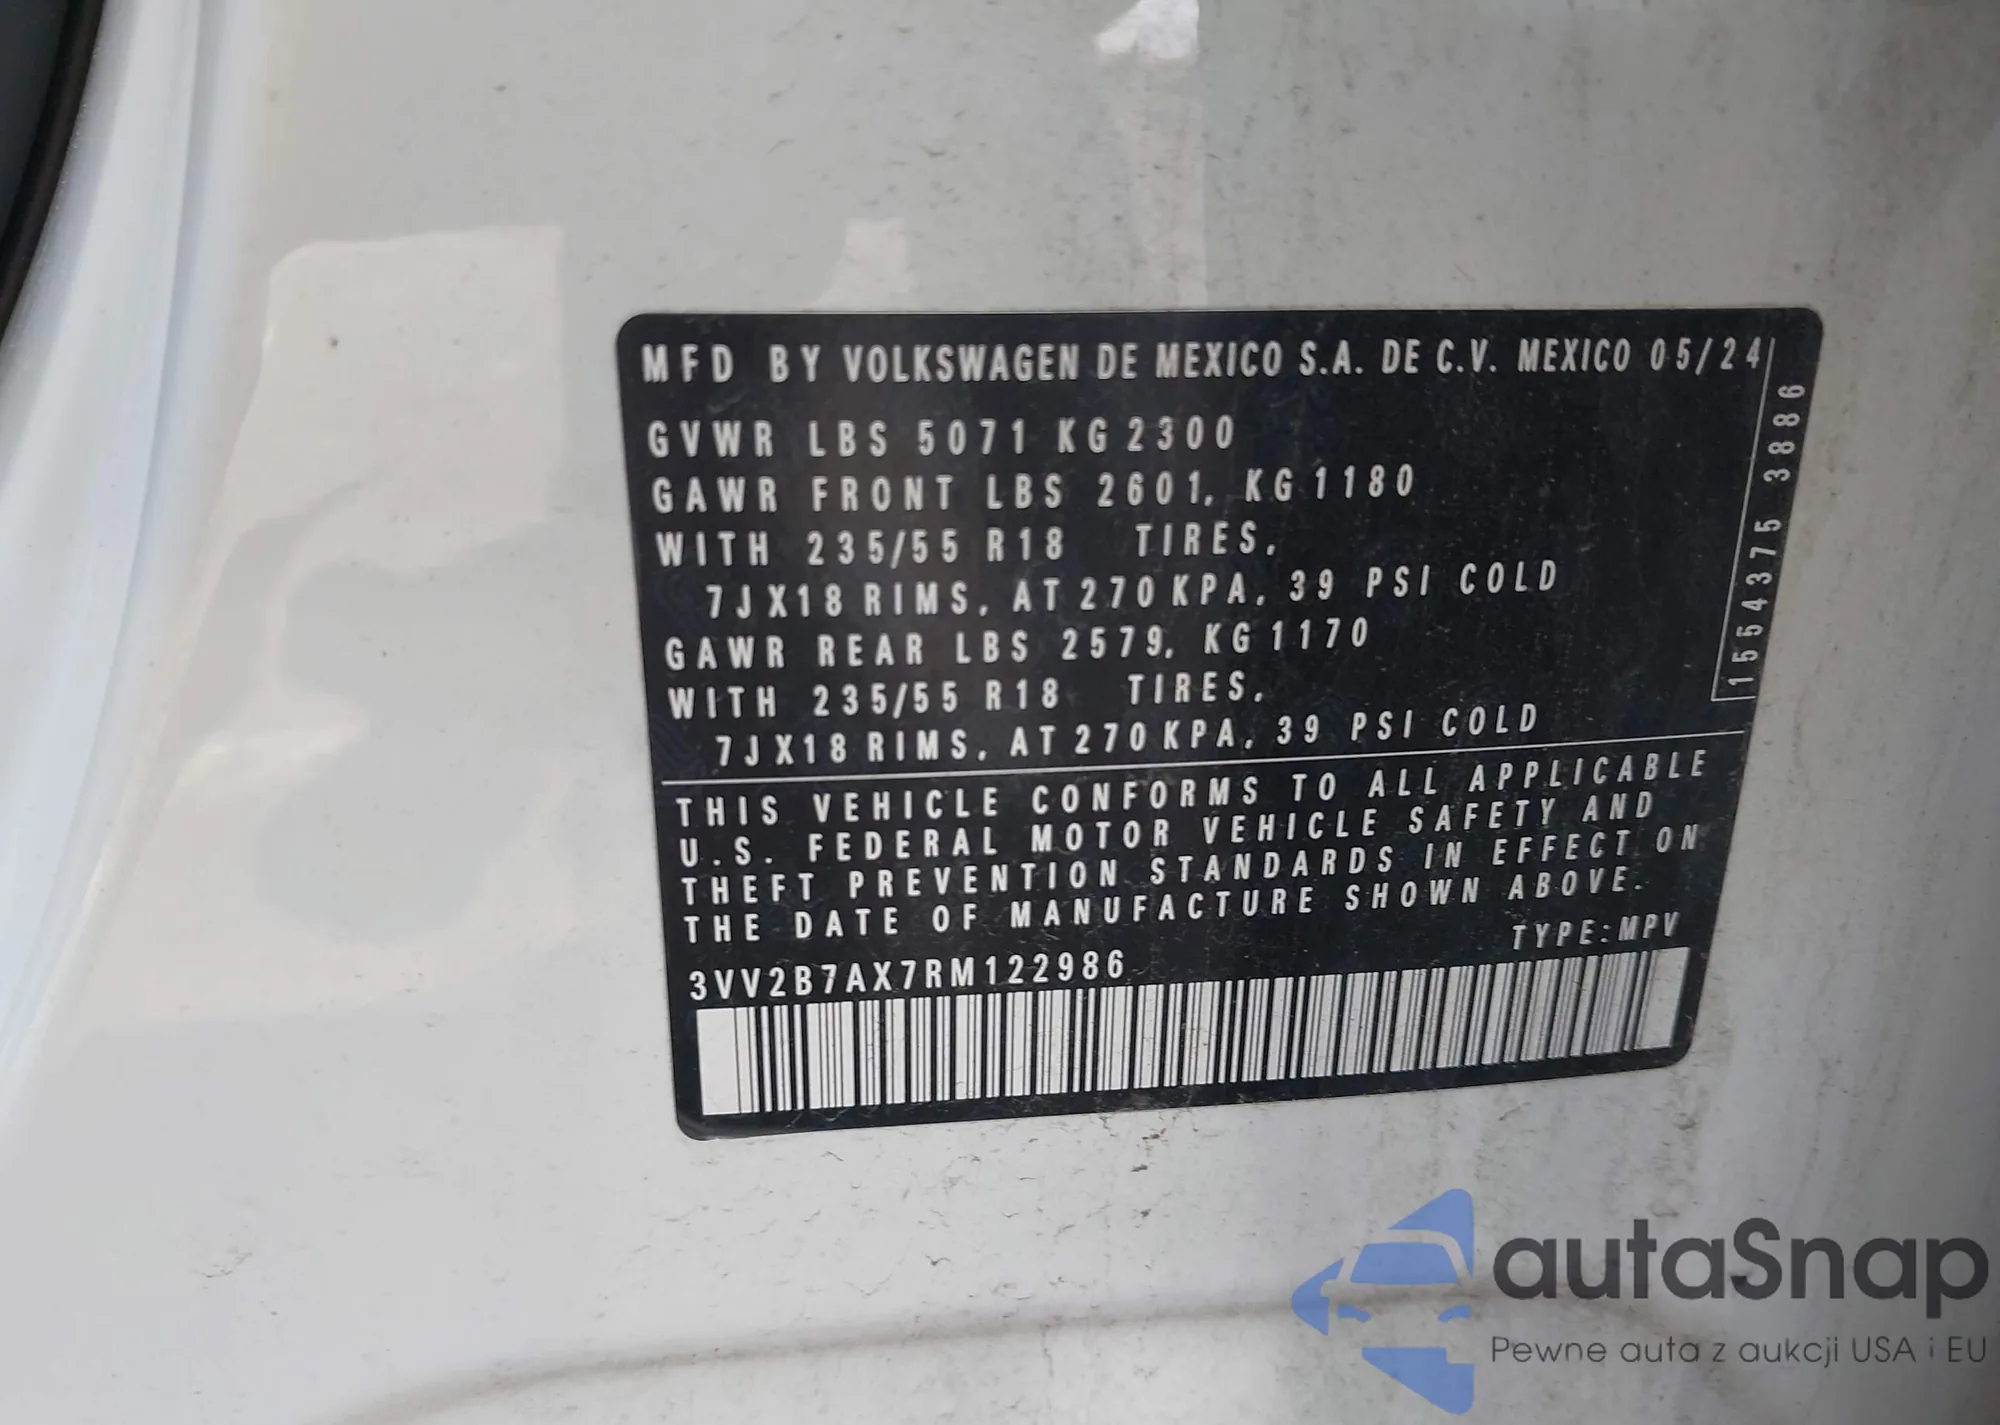 MFD BY VOLKSWAGEN DE MEXICO S.A. DE C.V. MEXICO 05/24
GVWR LBS 5071 KG 2300
GAWR FRONT LBS 2601, KG 1180
WITH 235/55 R18 TIRES,
7JX18 RIMS, AT 270 KPA, 39 PSI COLD
GAWR REAR LBS 2579, KG 1170
WITH 235/55 R18 TIRES,
7JX18 RIMS, AT 270 KPA, 39 PSI COLD
1554375 3886
THIS VEHICLE CONFORMS TO ALL APPLICABLE
U.S. FEDERAL MOTOR VEHICLE SAFETY AND
THEFT PREVENTION STANDARDS IN EFFECT ON
THE DATE OF MANUFACTURE SHOWN ABOVE.
TYPE: MPV
3VV2B7AX7RM122986
autaSnap
Pewne auta z aukcji USA i EU